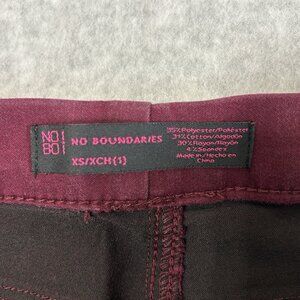 NO
BO
NO BOUNDARIES
XS/XCH(1)
35% Polyester/Poliéster
31% Cotton/Algodón
30% Rayon/Rayón
4% Spandex
Made in/Hecho en
China